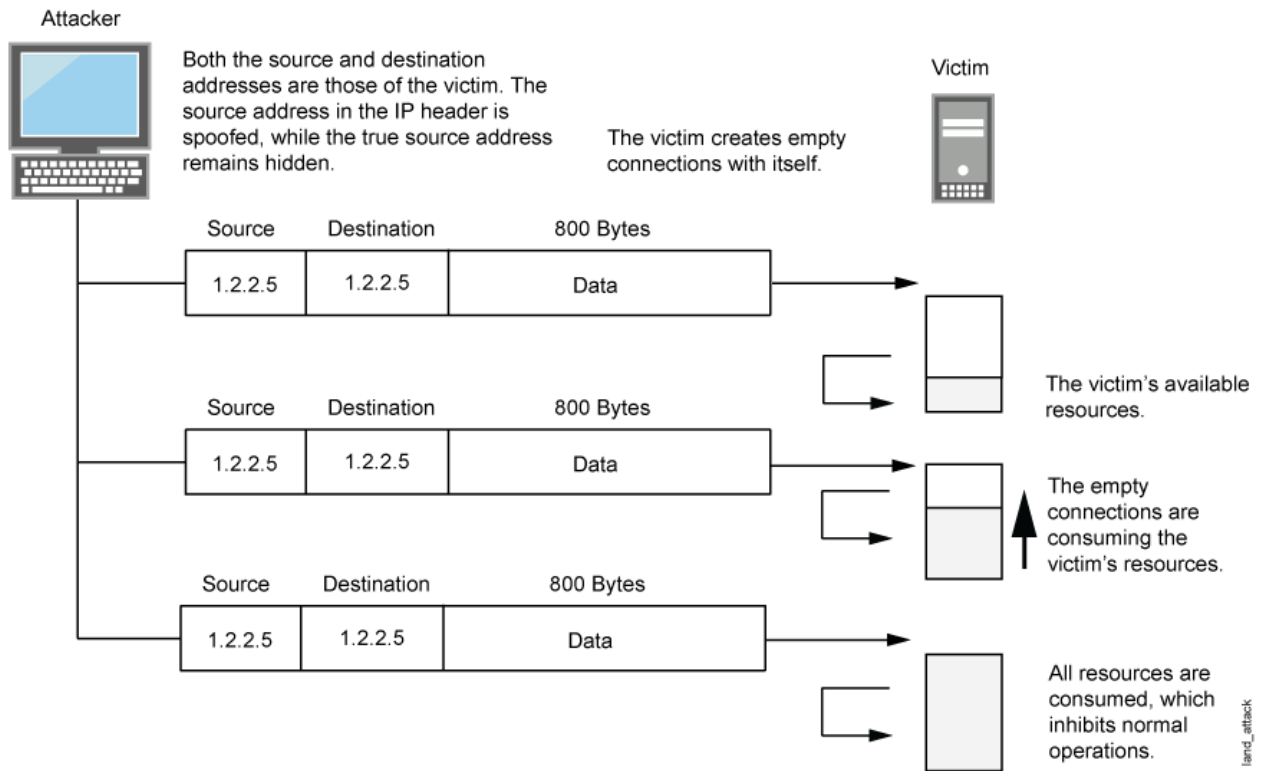 Attacker
Both the source and destination
addresses are those of the victim. The
source address in the IP header is
spoofed, while the true source address
remains hidden.
The victim creates empty
connections with itself.
Victim
Source Destination 800 Bytes
1.2.2.5 1.2.2.5 Data
The victim's available
resources.
Source Destination 800 Bytes
1.2.2.5 1.2.2.5 Data
The empty
connections are
consuming the
victim's resources.
Source Destination 800 Bytes
1.2.2.5 1.2.2.5 Data
All resources are
consumed, which
inhibits normal
operations.
land_attack